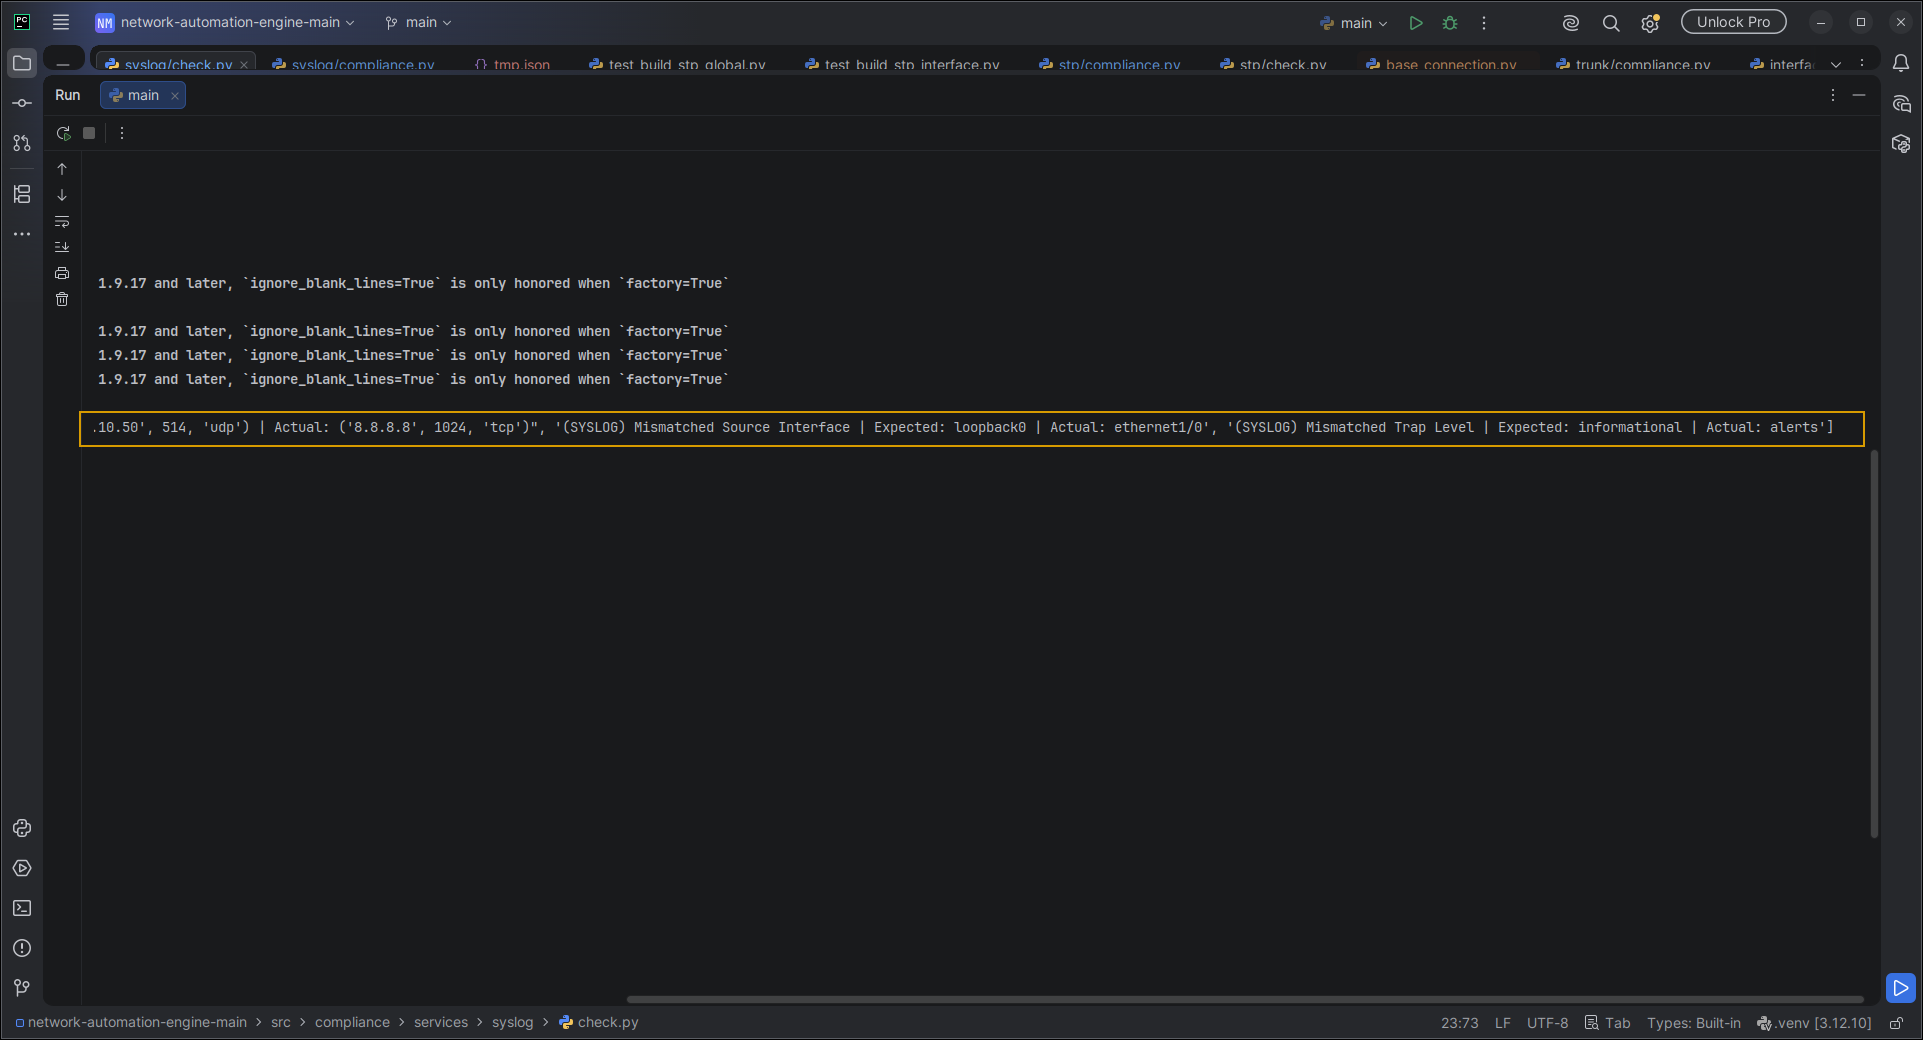 PC
NM network-automation-engine-main main main Unlock Pro
syslog/check.py syslog/compliance.py {} tmp.json test_build_stp_global.py test_build_stp_interface.py stp/compliance.py stp/check.py base_connection.py trunk/compliance.py interfa
Run main
1.9.17 and later, `ignore_blank_lines=True` is only honored when `factory=True`
1.9.17 and later, `ignore_blank_lines=True` is only honored when `factory=True`
1.9.17 and later, `ignore_blank_lines=True` is only honored when `factory=True`
1.9.17 and later, `ignore_blank_lines=True` is only honored when `factory=True`
.10.50', 514, 'udp') | Actual: ('8.8.8.8', 1024, 'tcp')", '(SYSLOG) Mismatched Source Interface | Expected: loopback0 | Actual: ethernet1/0', '(SYSLOG) Mismatched Trap Level | Expected: informational | Actual: alerts']
network-automation-engine-main > src > compliance > services > syslog > check.py 23:73 LF UTF-8 Tab Types: Built-in .venv [3.12.10]